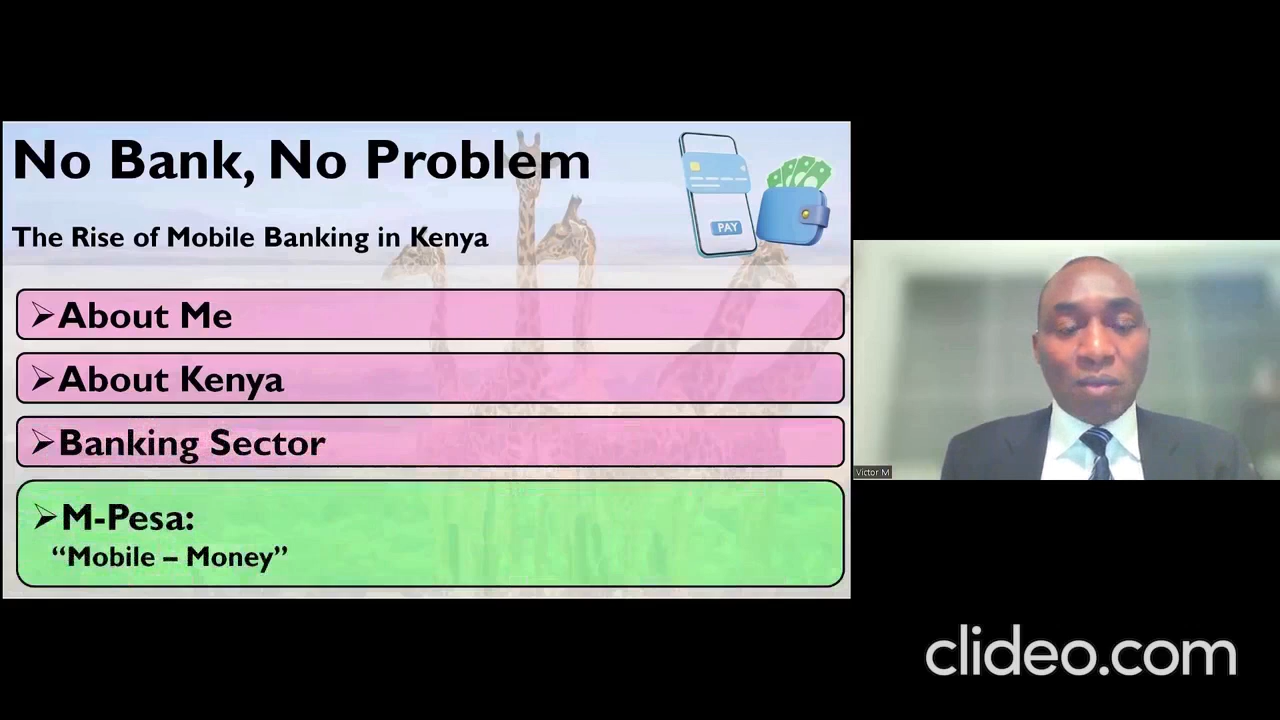 No Bank, No Problem
PAY
The Rise of Mobile Banking in Kenya
➢About Me
➢About Kenya
➢Banking Sector
➢M-Pesa:
“Mobile – Money”
Victor M
clideo.com